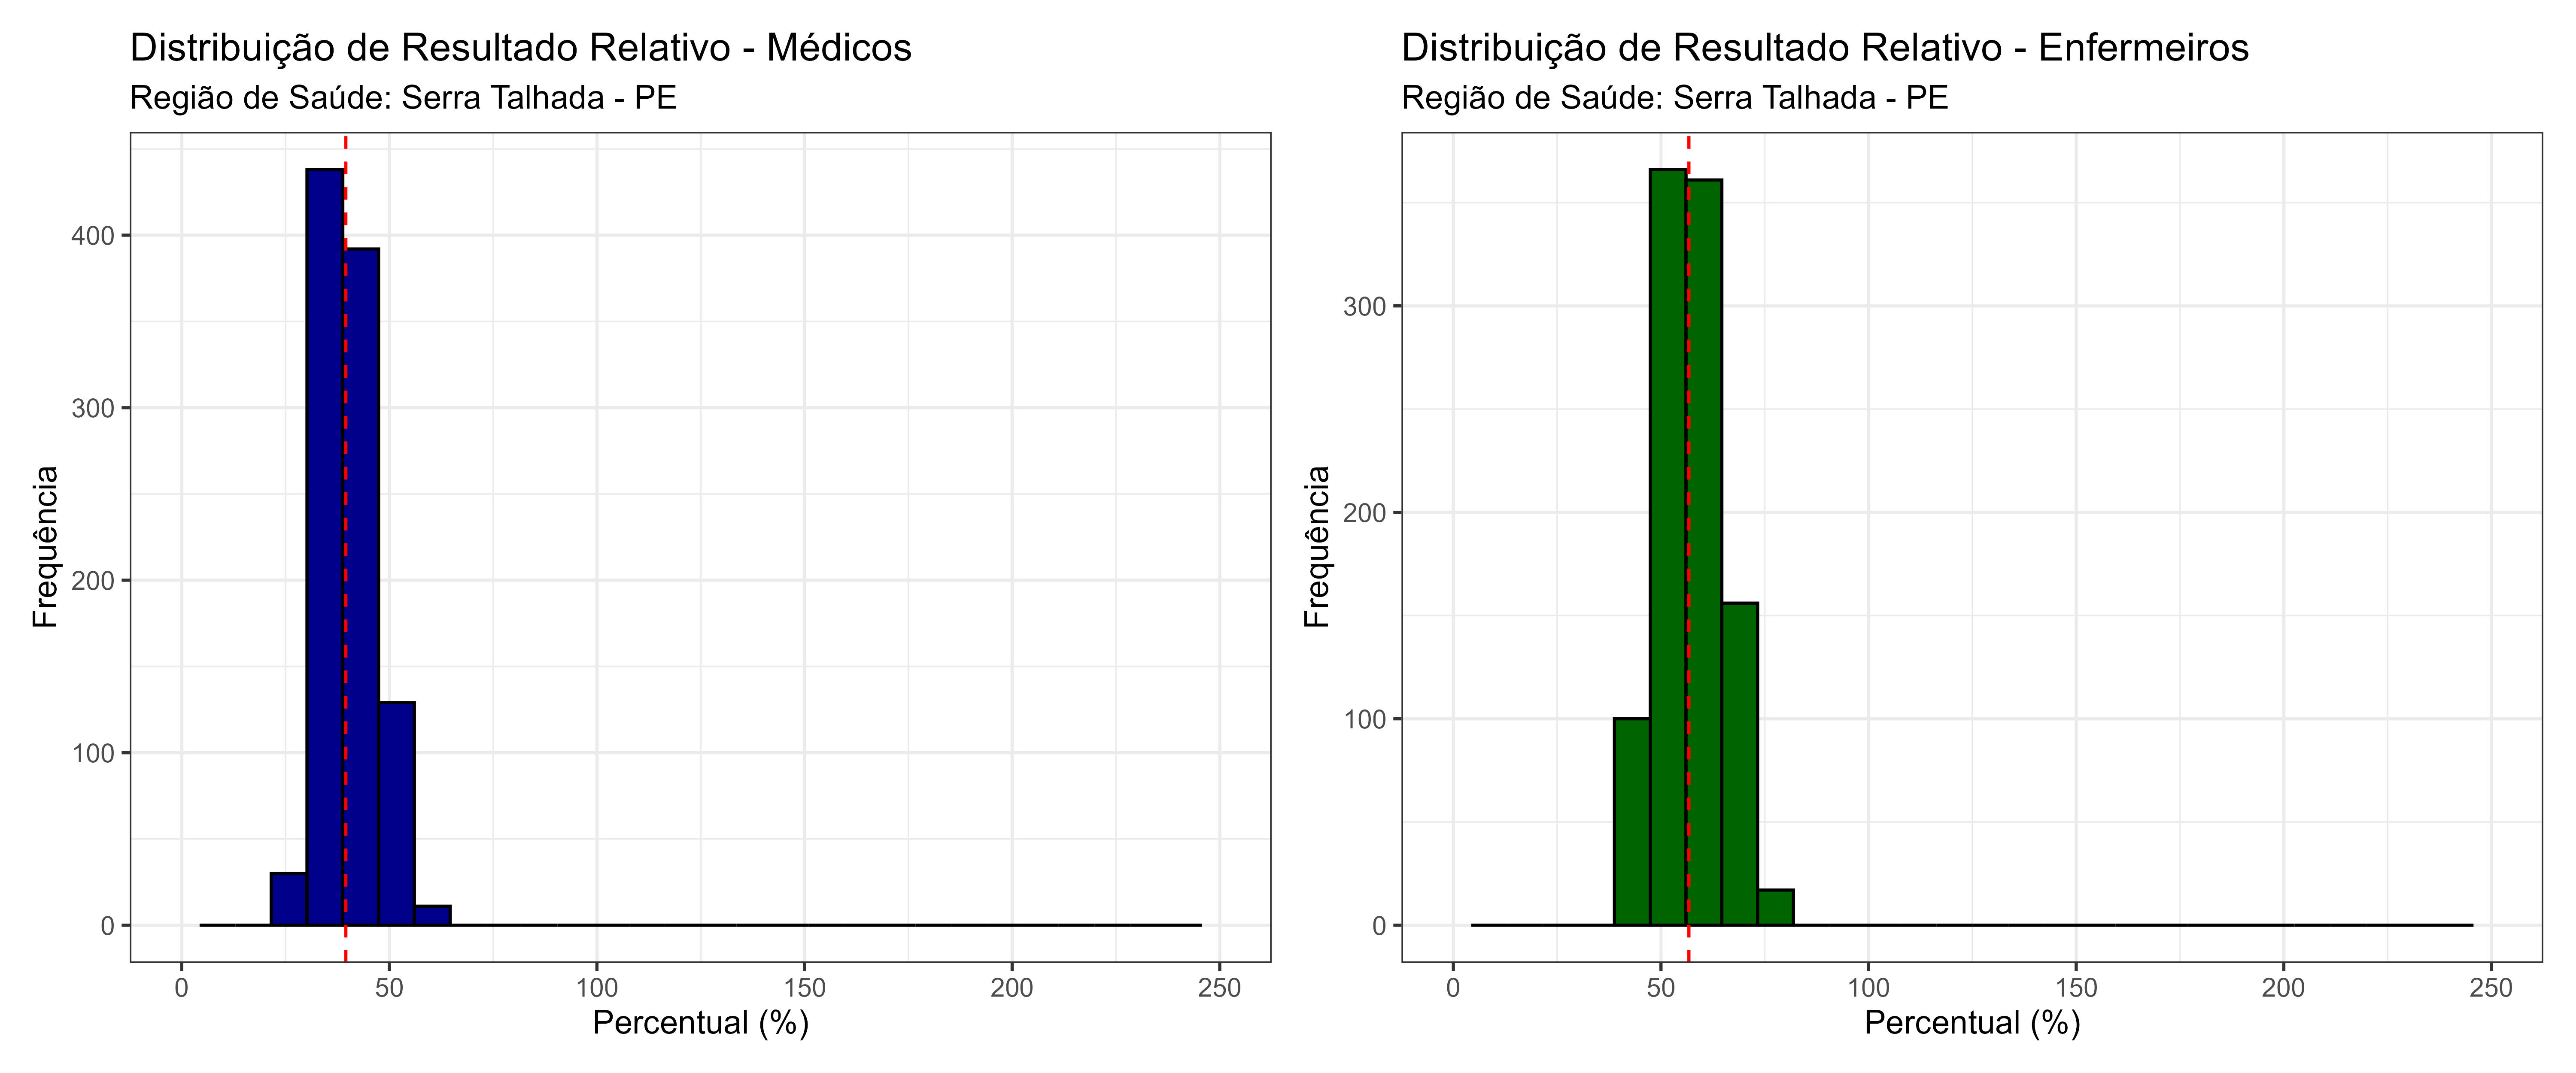 Distribuição de Resultado Relativo - Médicos
Região de Saúde: Serra Talhada - PE
Frequência
400
300
200
100
0
0 50 100 150 200 250
Percentual (%)
Distribuição de Resultado Relativo - Enfermeiros
Região de Saúde: Serra Talhada - PE
Frequência
300
200
100
0
0 50 100 150 200 250
Percentual (%)